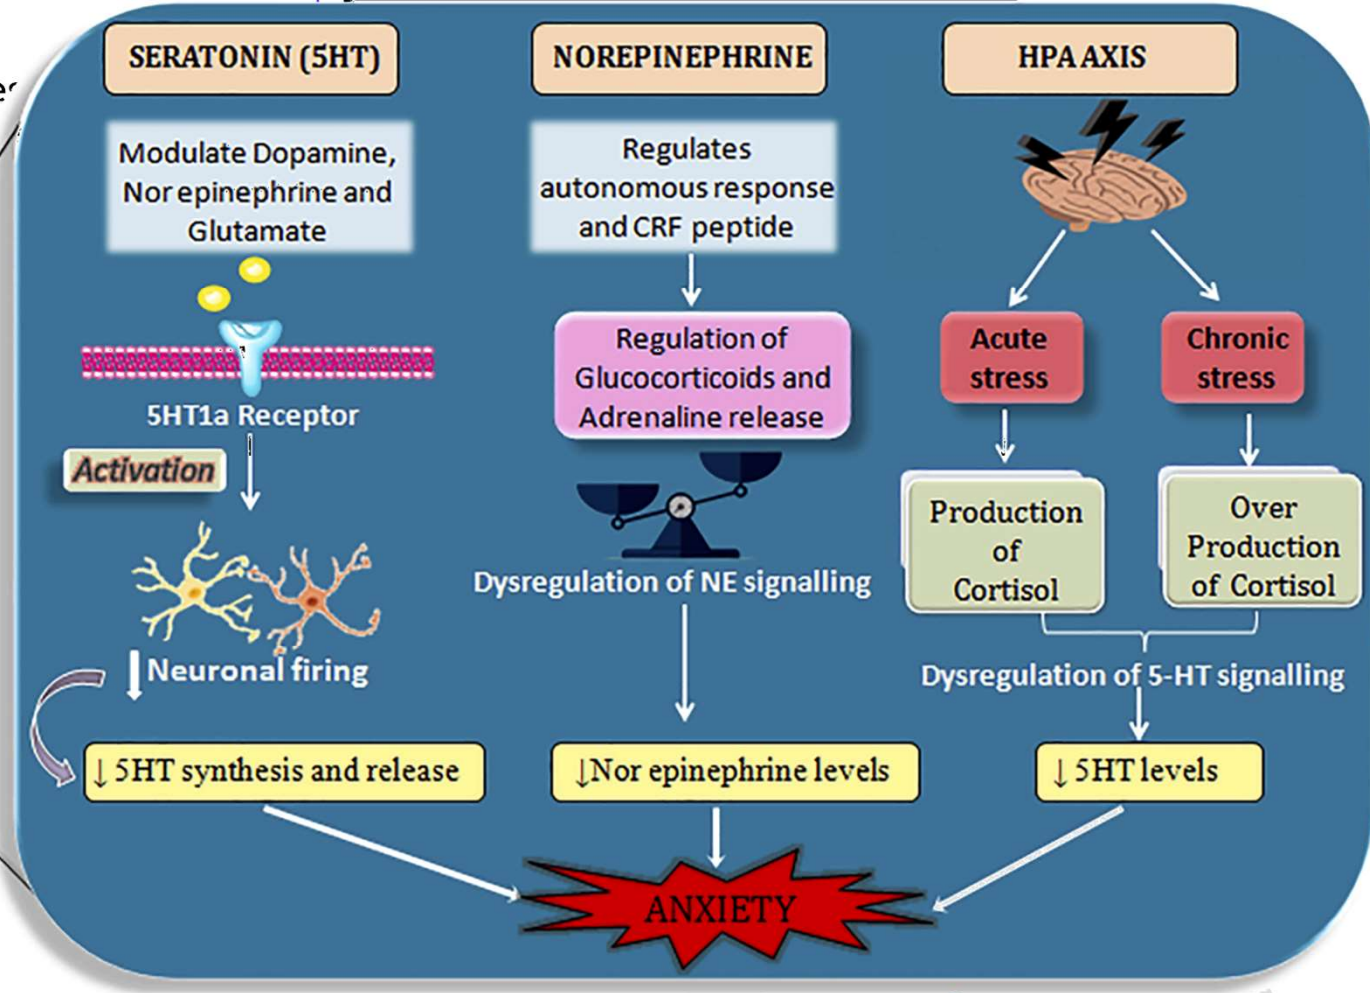 SERATONIN (5HT)
Modulate Dopamine,
Nor epinephrine and
Glutamate
5HT1a Receptor
Activation
Neuronal firing
↓ 5HT synthesis and release
NOREPINEPHRINE
Regulates
autonomous response
and CRF peptide
Regulation of
Glucocorticoids and
Adrenaline release
Dysregulation of NE signalling
↓Nor epinephrine levels
HPA AXIS
Acute
stress
Chronic
stress
Production
of
Cortisol
Over
Production
of Cortisol
Dysregulation of 5-HT signalling
↓ 5HT levels
ANXIETY